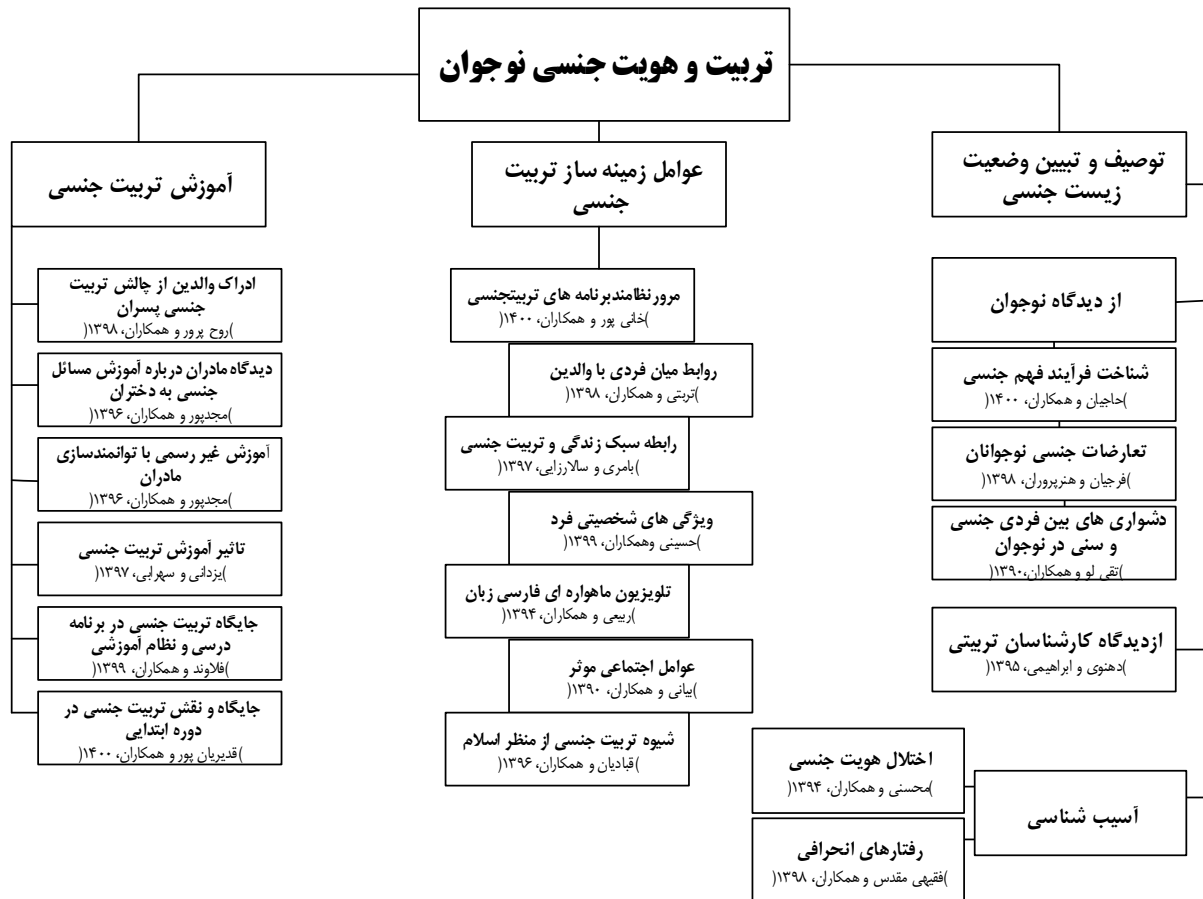 تربیت و هویت جنسی نوجوان
توصیف و تبیین وضعیت
زیست جنسی
از دیدگاه نوجوان
شناخت فرآیند فهم جنسی
)حاجیان و همکاران، ۱۴۰۰(
تعارضات جنسی نوجوانان
)فرجیان و هنرپروران، ۱۳۹۸(
دشواری های بین فردی جنسی
و سنی در نوجوان
)تقی لو و همکاران،۱۳۹۰(
ازدیدگاه کارشناسان تربیتی
)دهنوی و ابراهیمی، ۱۳۹۵(
آسیب شناسی
اختلال هویت جنسی
)محسنی و همکاران، ۱۳۹۴(
رفتارهای انحرافی
)فقیهی مقدس و همکاران، ۱۳۹۸(
عوامل زمینه ساز تربیت
جنسی
مرورنظامندبرنامه های تربیتجنسی
)خانی پور و همکاران، ۱۴۰۰(
روابط میان فردی با والدین
)تربتی و همکاران، ۱۳۹۸(
رابطه سبک زندگی و تربیت جنسی
)بامری و سالارزایی، ۱۳۹۷(
ویژگی های شخصیتی فرد
)حسینی وهمکاران، ۱۳۹۹(
تلویزیون ماهواره ای فارسی زبان
)ربیعی و همکاران، ۱۳۹۴(
عوامل اجتماعی موثر
)بیانی و همکاران، ۱۳۹۰(
شیوه تربیت جنسی از منظر اسلام
)قبادیان و همکاران، ۱۳۹۶(
آموزش تربیت جنسی
ادراک والدین از چالش تربیت
جنسی پسران
)روح پرور و همکاران، ۱۳۹۸(
دیدگاه مادران درباره آموزش مسائل
جنسی به دختران
)مجدپور و همکاران، ۱۳۹۶(
آموزش غیر رسمی با توانمندسازی
مادران
)مجدپور و همکاران، ۱۳۹۶(
تاثیر آموزش تربیت جنسی
)یزدانی و سهرابی، ۱۳۹۷(
جایگاه تربیت جنسی در برنامه
درسی و نظام آموزشی
)فلاوند و همکاران، ۱۳۹۹(
جایگاه و نقش تربیت جنسی در
دوره ابتدایی
)قدیریان پور و همکاران، ۱۴۰۰(